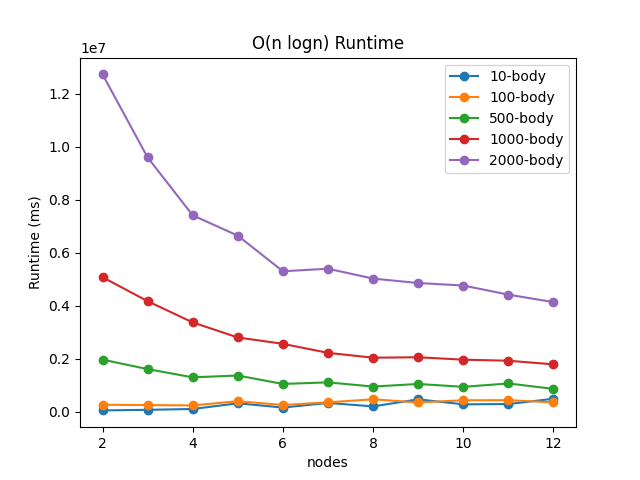 O(n logn) Runtime
1e7
10-body
100-body
500-body
1000-body
2000-body
1.2
1.0
0.8
0.6
0.4
0.2
0.0
Runtime (ms)
2 4 6 8 10 12
nodes